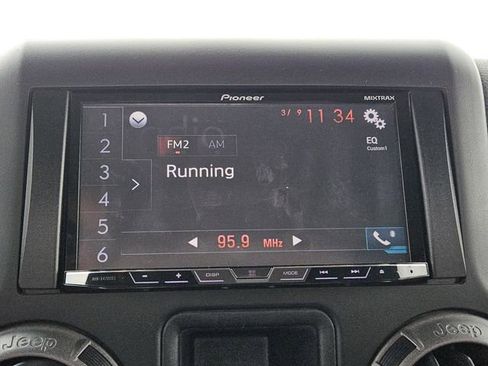 Pioneer MIXTRAX
1 3/ 9 11 34
2 FM2 AM EQ
Custom1
3 Running
4
5 95.9 MHz
6
− + DISP MODE
Jeep Jeep